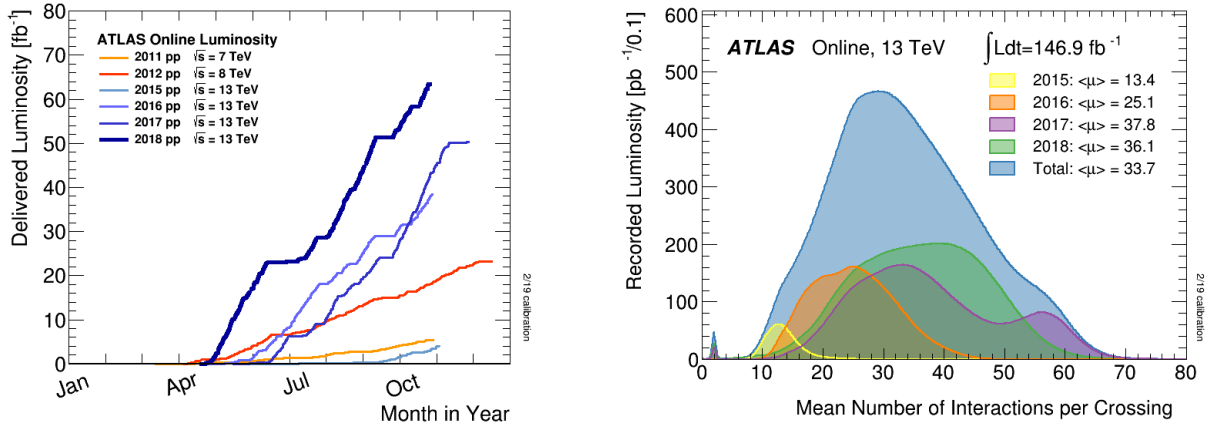 Delivered Luminosity [fb⁻¹]
80
70
60
50
40
30
20
10
0
ATLAS Online Luminosity
2011 pp √s = 7 TeV
2012 pp √s = 8 TeV
2015 pp √s = 13 TeV
2016 pp √s = 13 TeV
2017 pp √s = 13 TeV
2018 pp √s = 13 TeV
Jan Apr Jul Oct
Month in Year
2/19 calibration
Recorded Luminosity [pb⁻¹/0.1]
600
500
400
300
200
100
0
ATLAS Online, 13 TeV ∫Ldt=146.9 fb⁻¹
2015: <μ> = 13.4
2016: <μ> = 25.1
2017: <μ> = 37.8
2018: <μ> = 36.1
Total: <μ> = 33.7
0 10 20 30 40 50 60 70 80
Mean Number of Interactions per Crossing
2/19 calibration